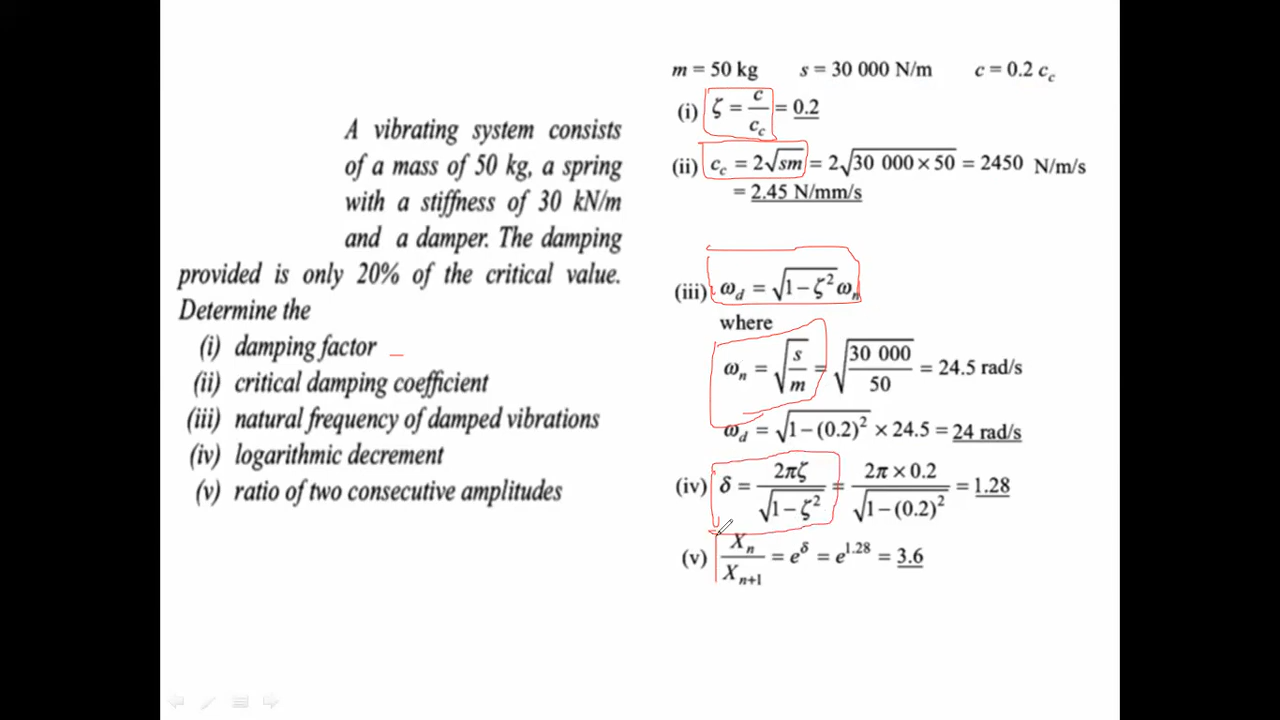 A vibrating system consists
of a mass of 50 kg, a spring
with a stiffness of 30 kN/m
and a damper. The damping
provided is only 20% of the critical value.
Determine the
(i) damping factor
(ii) critical damping coefficient
(iii) natural frequency of damped vibrations
(iv) logarithmic decrement
(v) ratio of two consecutive amplitudes
m = 50 kg s = 30 000 N/m c = 0.2 c_c
(i) ζ = c/c_c = 0.2
(ii) c_c = 2√sm = 2√30 000 × 50 = 2450 N/m/s
= 2.45 N/mm/s
(iii) ω_d = √1 − ζ² ω_n
where
ω_n = √s/m = √30 000/50 = 24.5 rad/s
ω_d = √1 − (0.2)² × 24.5 = 24 rad/s
(iv) δ = 2πζ/√1 − ζ² = 2π × 0.2/√1 − (0.2)² = 1.28
(v) X_n/X_n+1 = e^δ = e^1.28 = 3.6